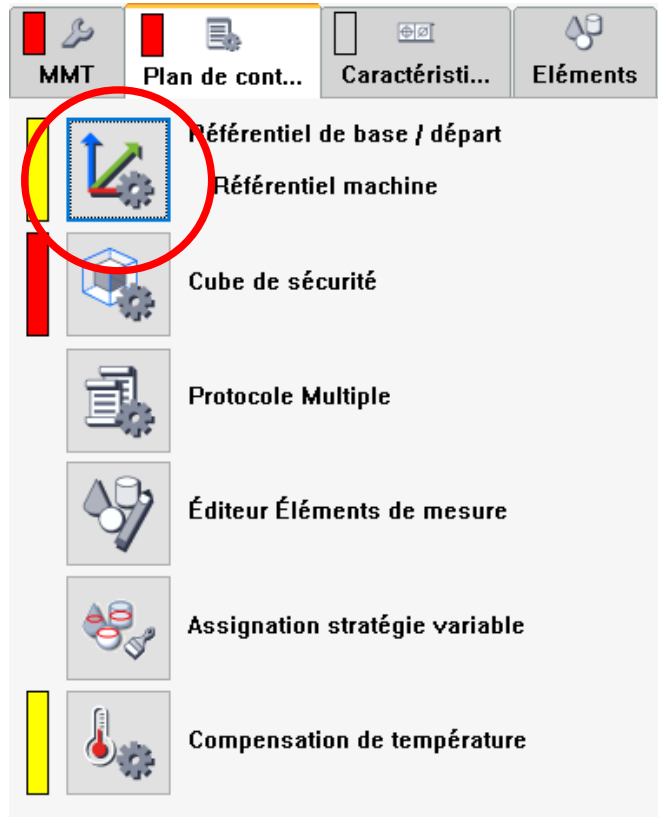 MMT
Plan de cont...
Caractéristi...
Eléments
Référentiel de base / départ
Référentiel machine
Cube de sécurité
Protocole Multiple
Éditeur Éléments de mesure
Assignation stratégie variable
Compensation de température